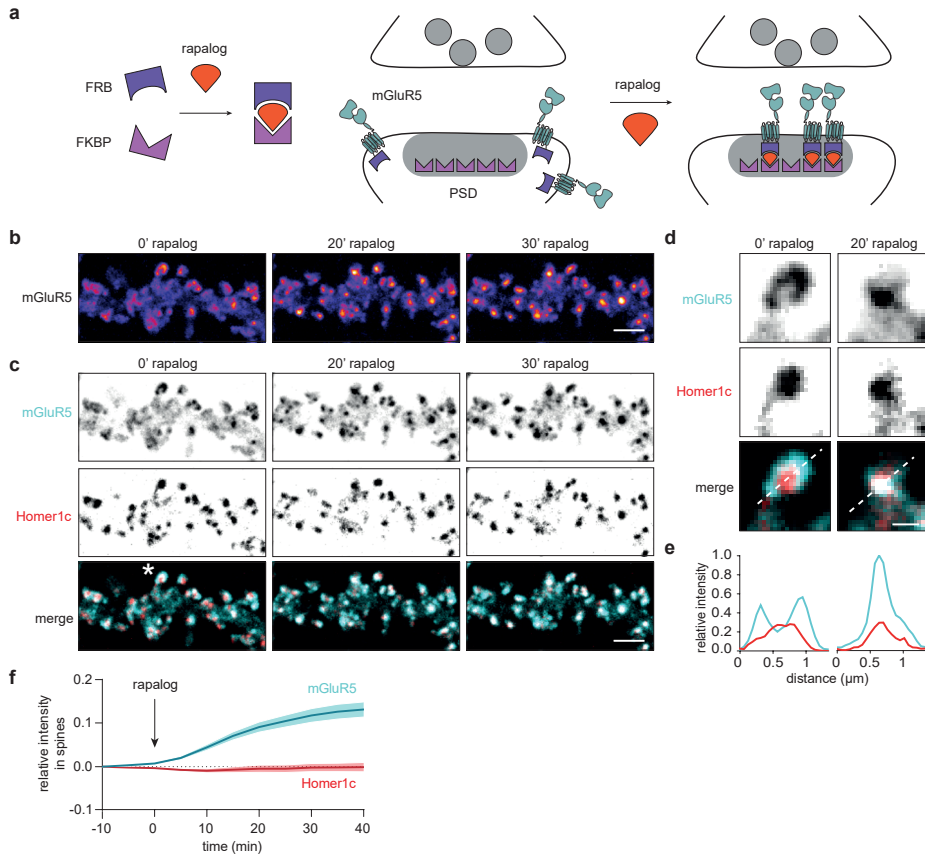 a
rapalog
FRB
FKBP
mGluR5
PSD
rapalog
b
0' rapalog 20' rapalog 30' rapalog
mGluR5
c
0' rapalog 20' rapalog 30' rapalog
mGluR5
Homer1c
*
merge
d
0' rapalog 20' rapalog
mGluR5
Homer1c
merge
e
relative intensity
1.0
0.8
0.6
0.4
0.2
0
0 0.5 1 0 0.5 1
distance (µm)
f
relative intensity
in spines
0.2
0.1
0.0
-0.1
rapalog
mGluR5
Homer1c
-10 0 10 20 30 40
time (min)